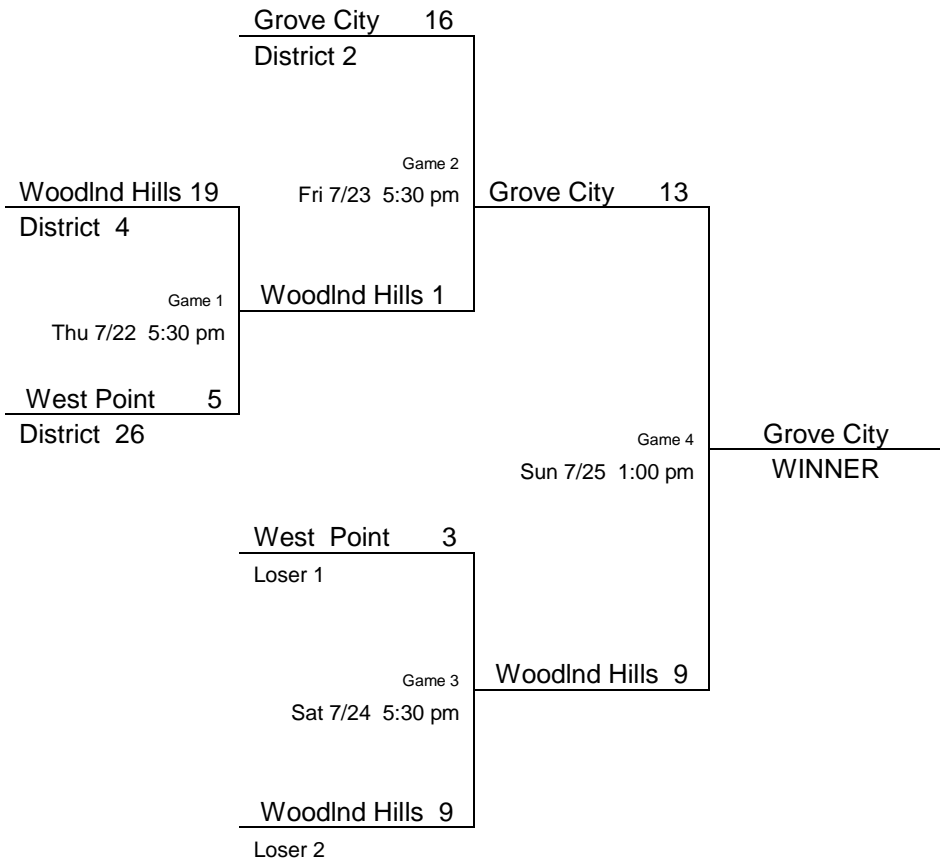 Grove City 16
District 2
Game 2
Fri 7/23 5:30 pm
Woodlnd Hills 19
District 4
Grove City 13
Game 1
Thu 7/22 5:30 pm
Woodlnd Hills 1
West Point 5
District 26
Game 4
Sun 7/25 1:00 pm
Grove City
WINNER
West Point 3
Loser 1
Game 3
Sat 7/24 5:30 pm
Woodlnd Hills 9
Woodlnd Hills 9
Loser 2